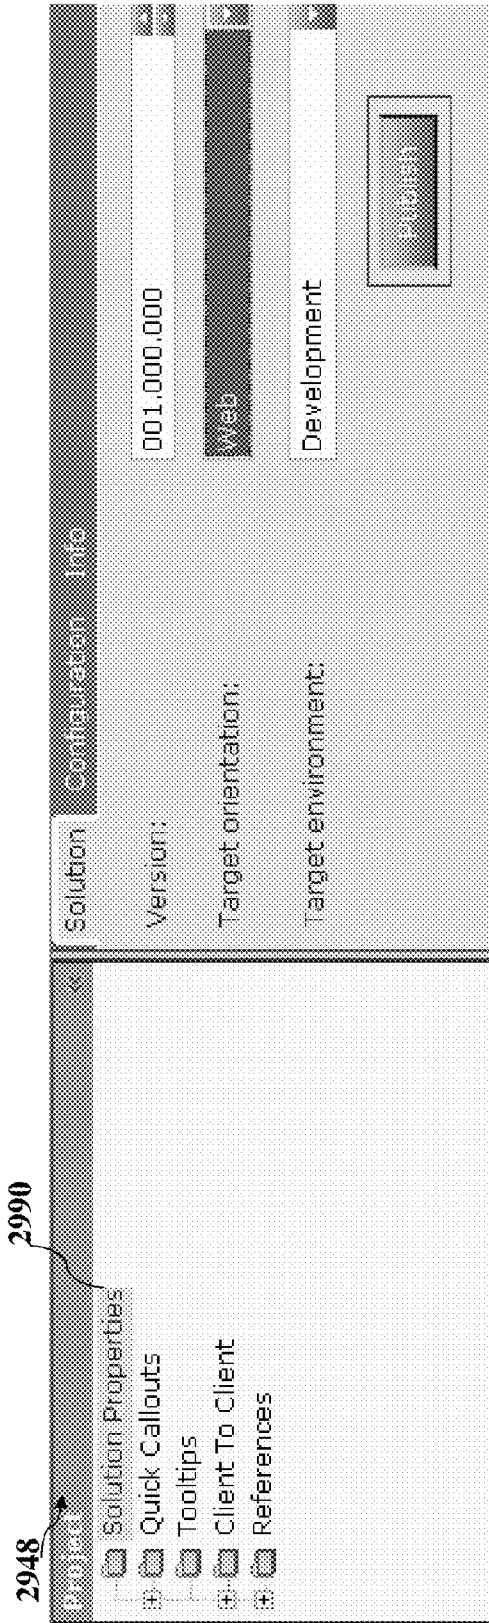 2948
2990
Project
Solution Properties
Quick Callouts
Tooltips
Client To Client
References
Solution Configuration Info
Version: 001.000.000
Target orientation: Web
Target environment: Development
Publish